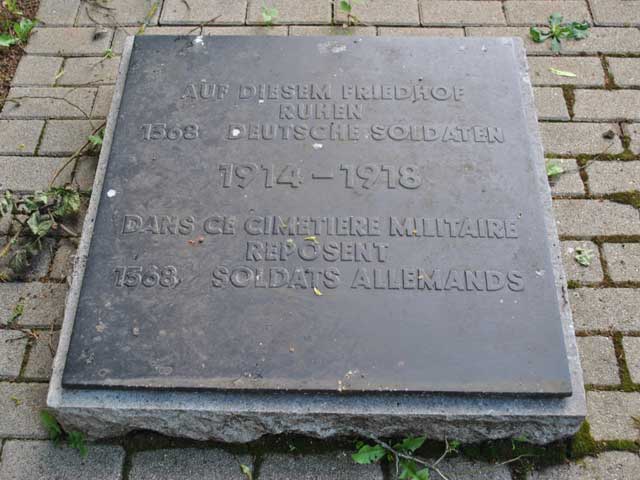 AUF DIESEM FRIEDHOF
RUHEN
1568 DEUTSCHE SOLDATEN
1914 – 1918
DANS CE CIMETIERE MILITAIRE
REPOSENT
1568 SOLDATS ALLEMANDS